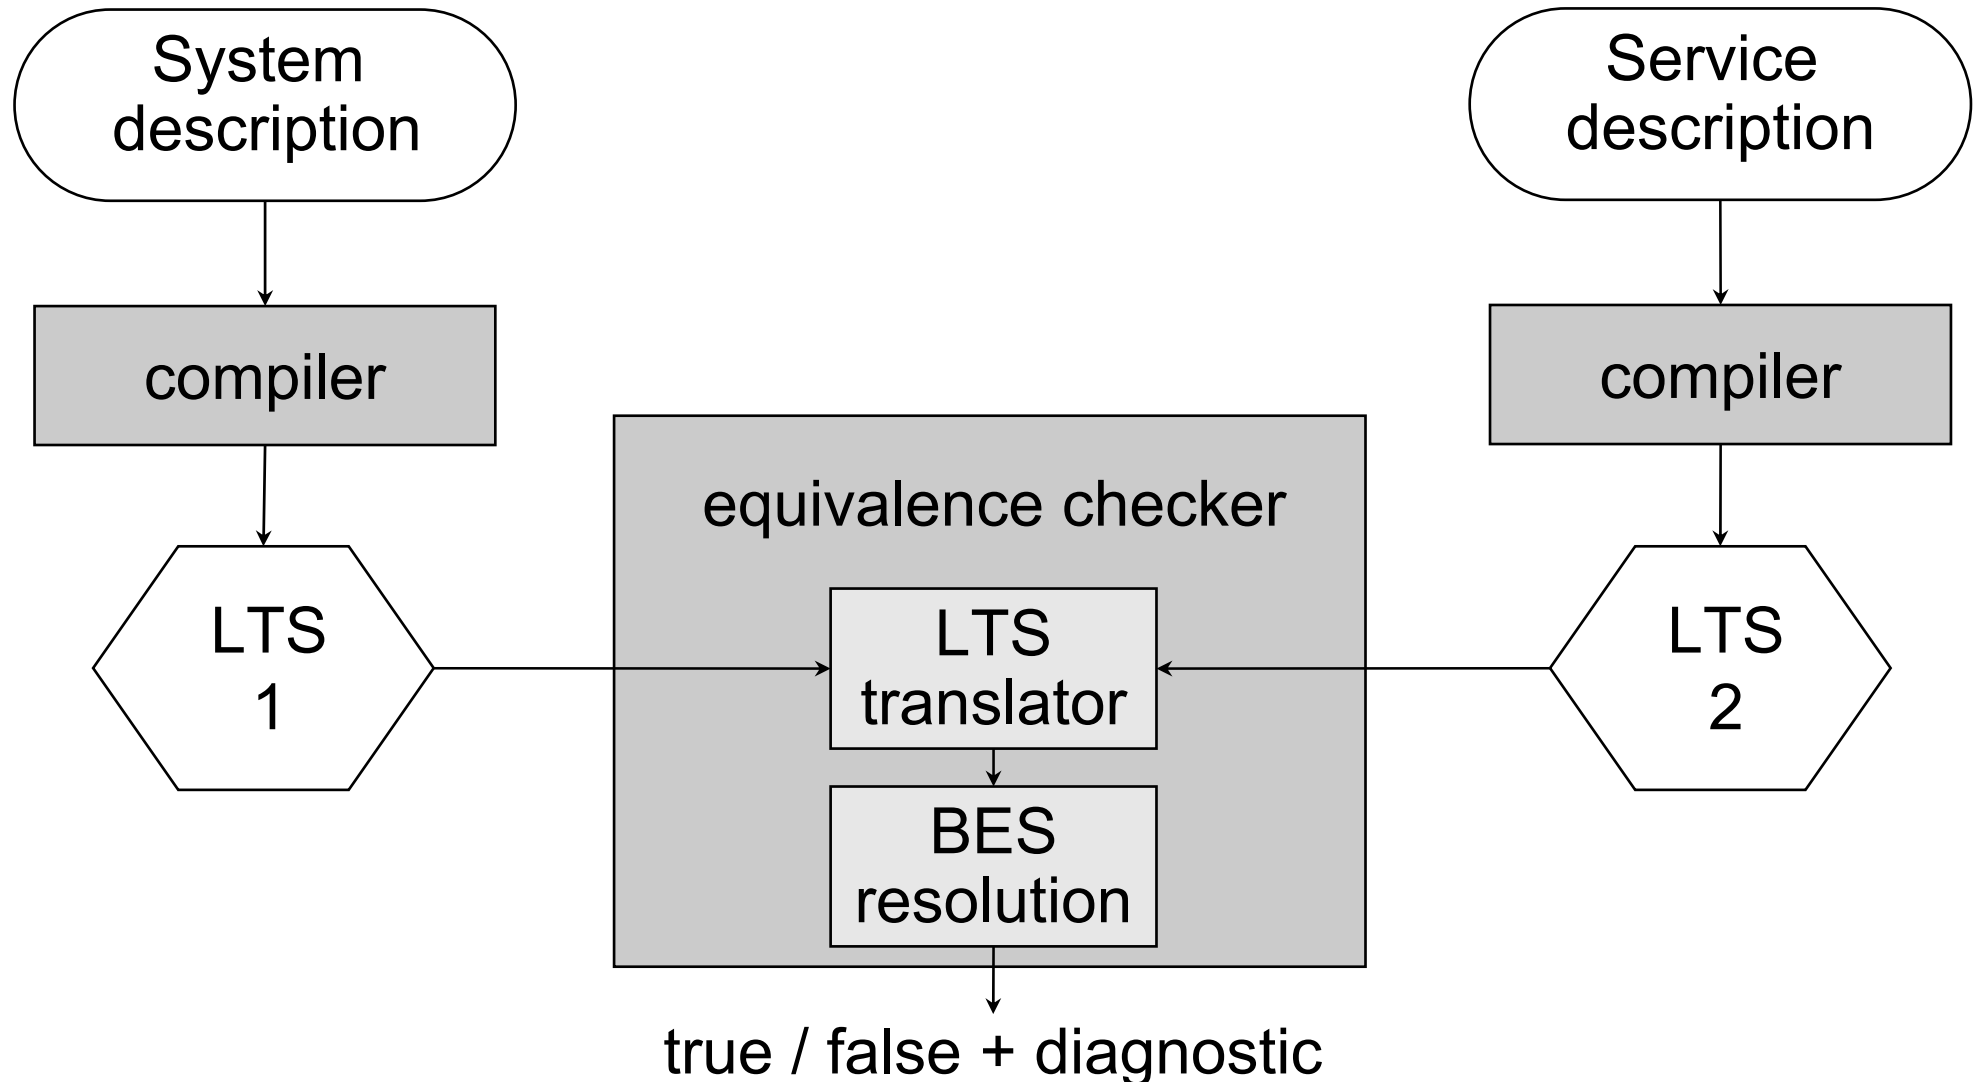 System
description
Service
description
compiler
compiler
equivalence checker
LTS
1
LTS
translator
LTS
2
BES
resolution
true / false + diagnostic